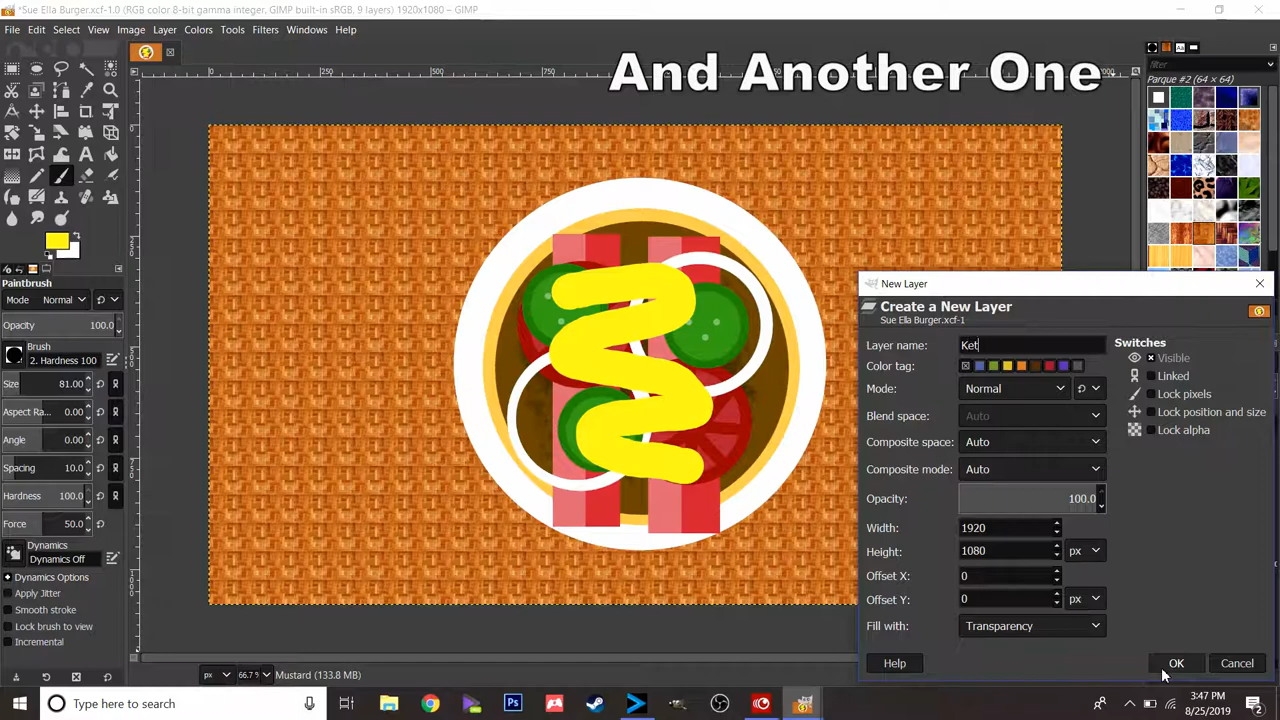 *Sue Ella Burger.xcf-1.0 (RGB color 8-bit gamma integer, GIMP built-in sRGB, 9 layers) 1920x1080 – GIMP
File Edit Select View Image Layer Colors Tools Filters Windows Help
And Another One
filter
Parque #2 (64 × 64)
0 250 500 750
Paintbrush
Mode Normal
Opacity 100.0
Brush
2. Hardness 100
Size 81.00
Aspect Ra... 0.00
Angle 0.00
Spacing 10.0
Hardness 100.0
Force 50.0
Dynamics
Dynamics Off
Dynamics Options
Apply Jitter
Smooth stroke
Lock brush to view
Incremental
New Layer
Create a New Layer
Sue Ella Burger.xcf-1
Layer name: Ket
Color tag:
Mode: Normal
Blend space: Auto
Composite space: Auto
Composite mode: Auto
Opacity: 100.0
Width: 1920
Height: 1080 px
Offset X: 0
Offset Y: 0 px
Fill with: Transparency
Switches
Visible
Linked
Lock pixels
Lock position and size
Lock alpha
Help OK Cancel
px 66.7 Mustard (133.8 MB)
Type here to search
Ps
3:47 PM
8/25/2019
2